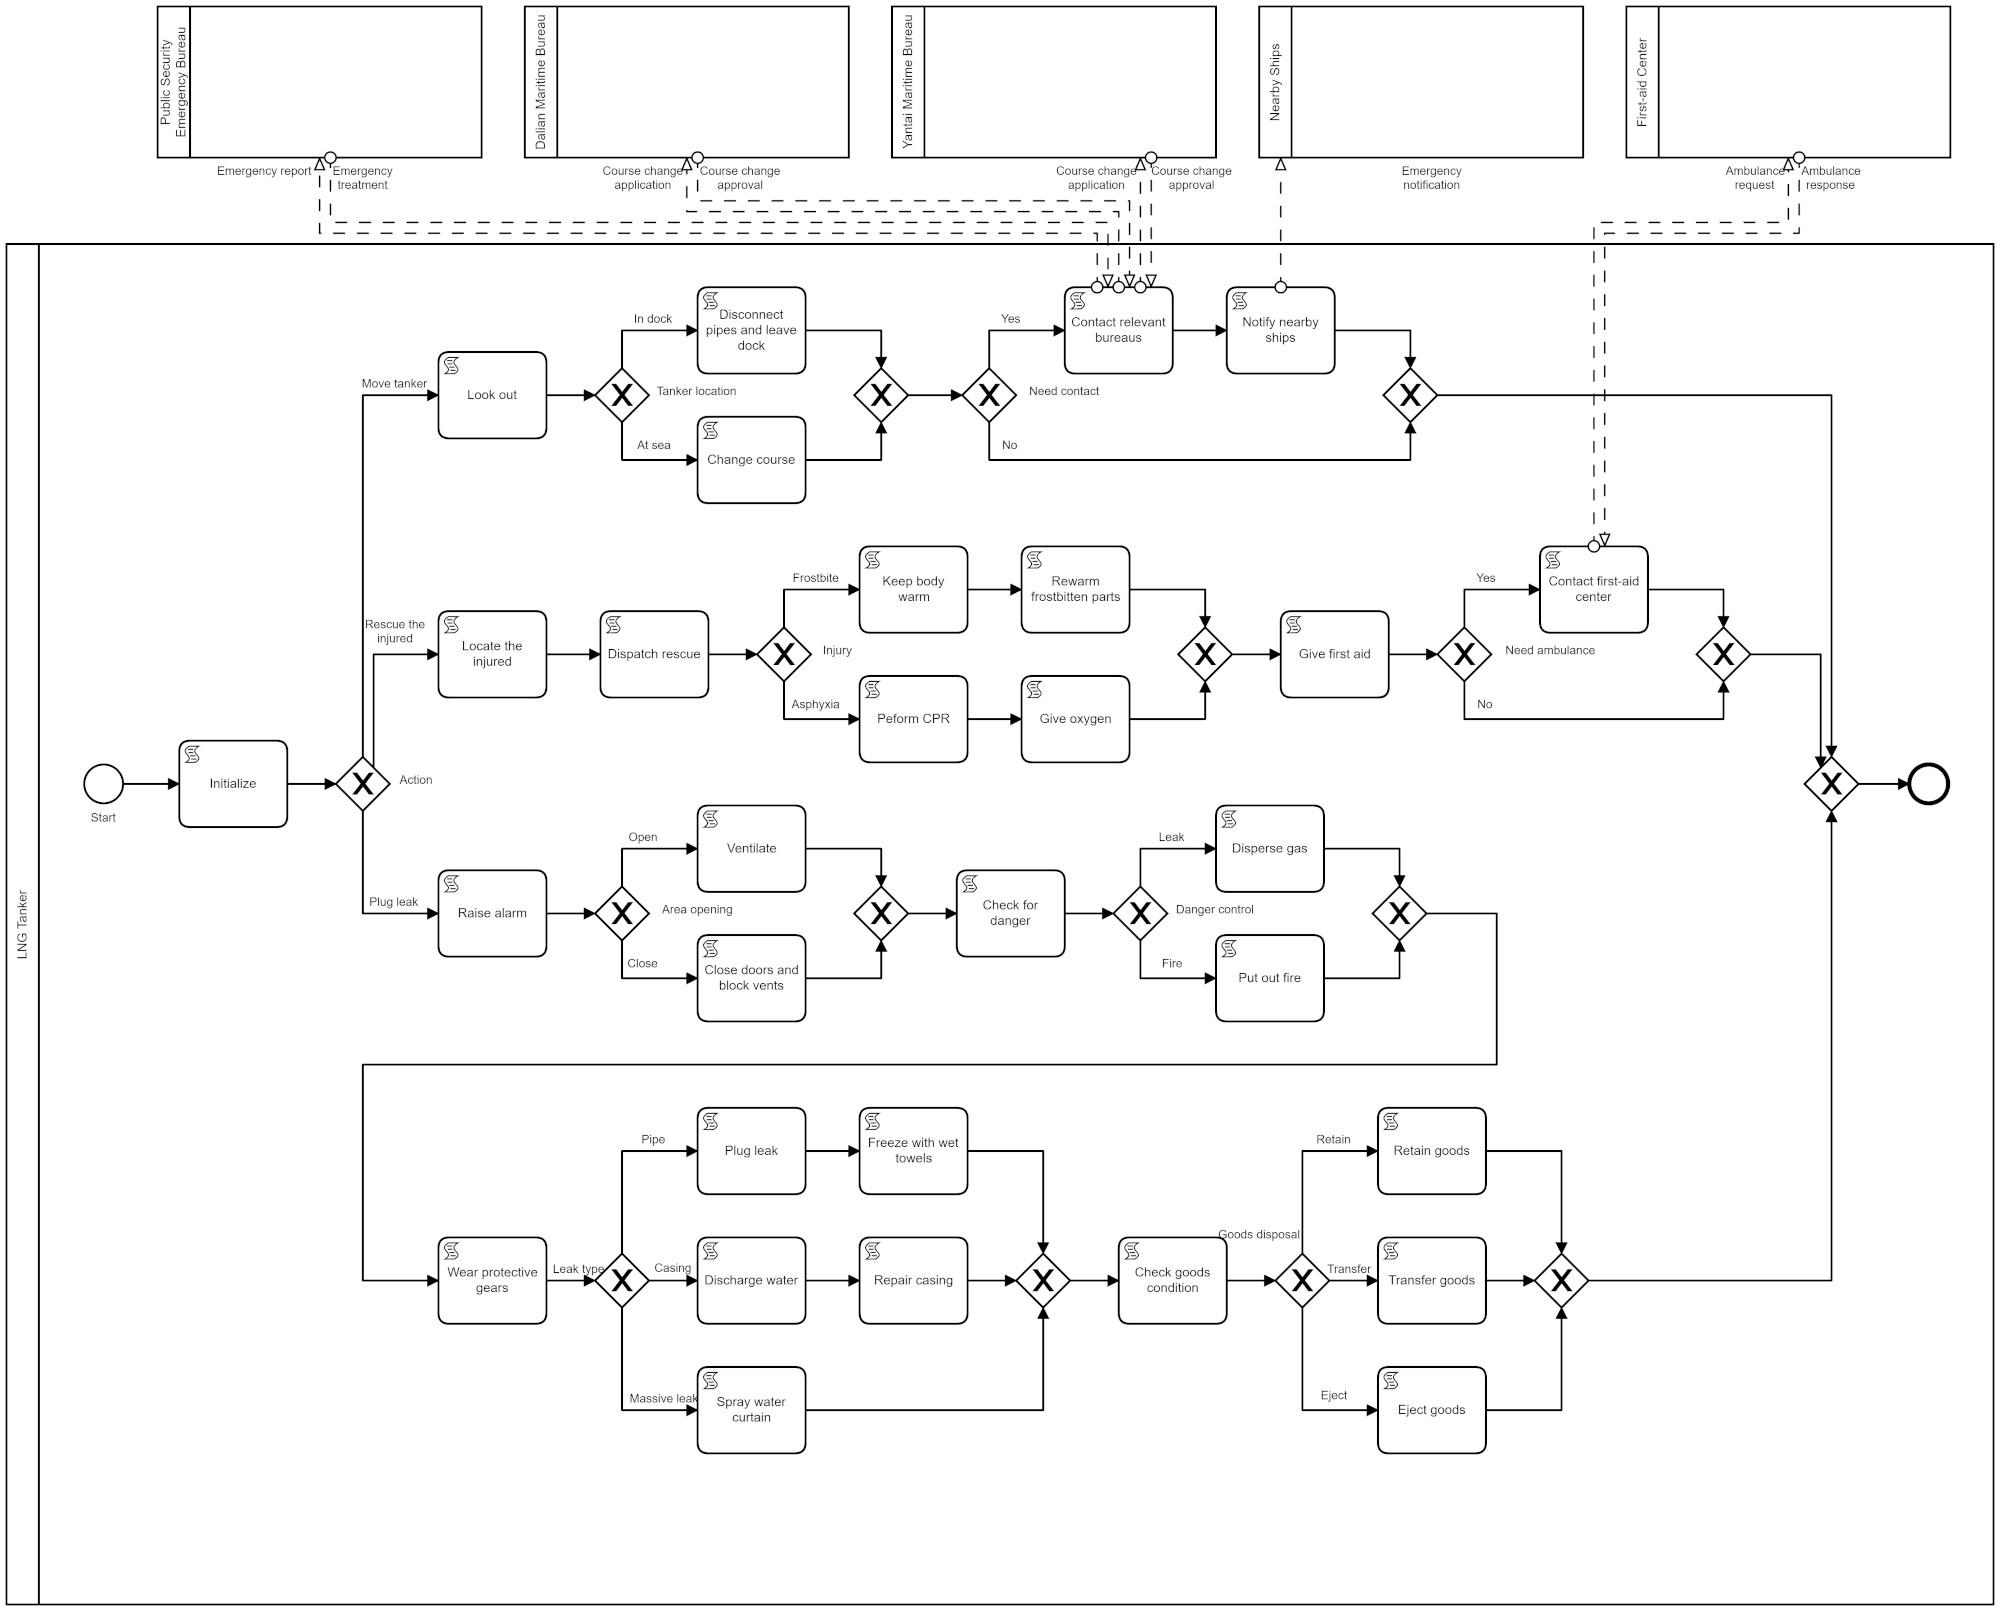 Public Security
Emergency Bureau
Dalian Maritime Bureau
Yantai Maritime Bureau
Nearby Ships
First-aid Center
Emergency report
Emergency
treatment
Course change
application
Course change
approval
Course change
application
Course change
approval
Emergency
notification
Ambulance
request
Ambulance
response
LNG Tanker
In dock
Disconnect
pipes and leave
dock
Yes
Contact relevant
bureaus
Notify nearby
ships
Move tanker
Look out
Tanker location
Need contact
At sea
Change course
No
Frostbite
Keep body
warm
Rewarm
frostbitten parts
Yes
Contact first-aid
center
Rescue the
injured
Locate the
injured
Dispatch rescue
Injury
Give first aid
Need ambulance
Asphyxia
Peform CPR
Give oxygen
No
Start
Initialize
Action
Open
Ventilate
Leak
Disperse gas
Plug leak
Raise alarm
Area opening
Check for
danger
Danger control
Close
Close doors and
block vents
Fire
Put out fire
Pipe
Plug leak
Freeze with wet
towels
Retain
Retain goods
Wear protective
gears
Leak type
Casing
Discharge water
Repair casing
Check goods
condition
Goods disposal
Transfer
Transfer goods
Massive leak
Spray water
curtain
Eject
Eject goods